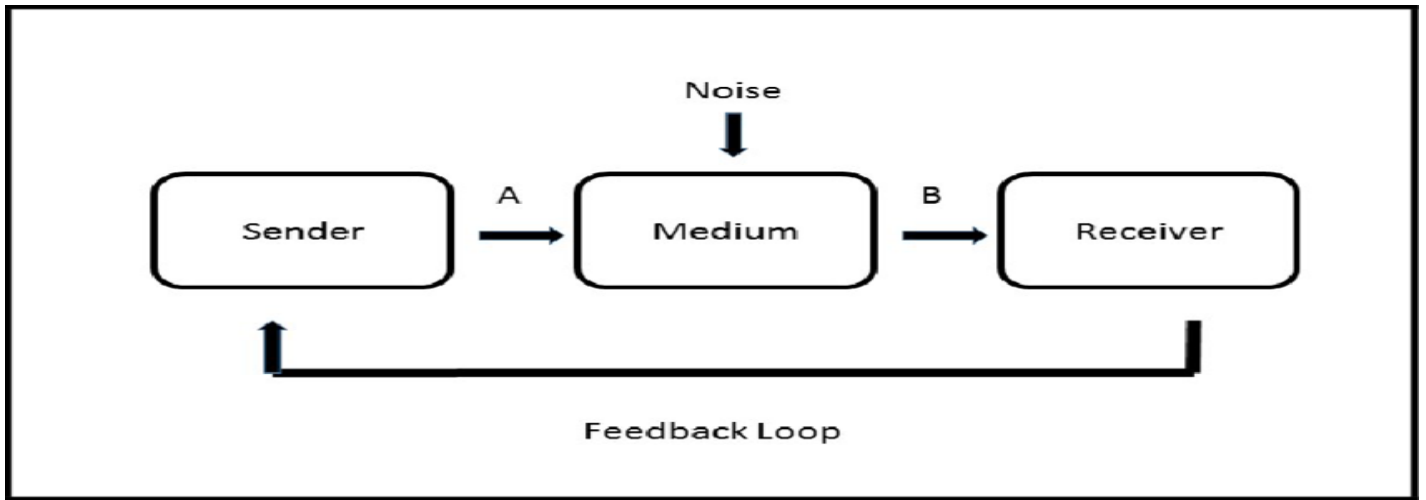 Noise
A
B
Sender
Medium
Receiver
Feedback Loop